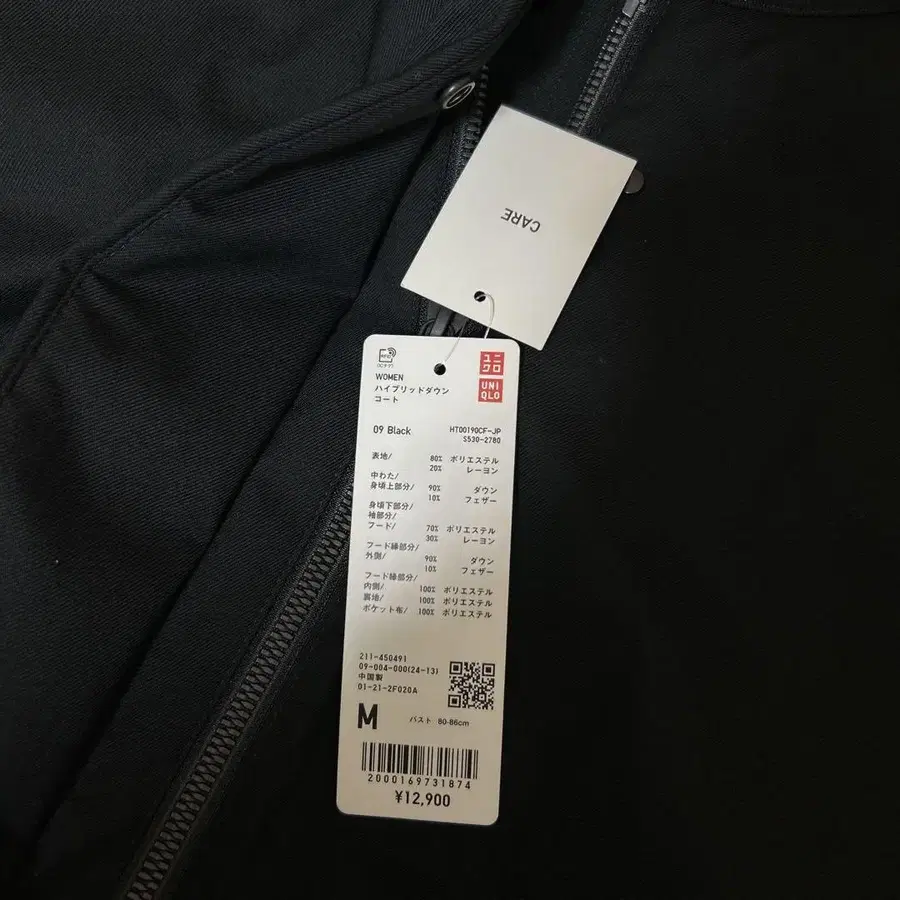 CARE
RFID
(ICタグ)
ユニ
クロ
UNI
QLO
WOMEN
ハイブリッドダウン
コート
09 Black
HT00190CF-JP
S530-2780
表地/ 80% ポリエステル
20% レーヨン
中わた/
身頃上部分/ 90% ダウン
10% フェザー
身頃下部分/
袖部分/
フード/ 70% ポリエステル
30% レーヨン
フード縁部分/
外側/ 90% ダウン
10% フェザー
フード縁部分/
内側/ 100% ポリエステル
裏地/ 100% ポリエステル
ポケット布/ 100% ポリエステル
211-450491
09-004-000(24-13)
中国製
01-21-2F020A
M バスト 80-86cm
2000169731874
¥12,900